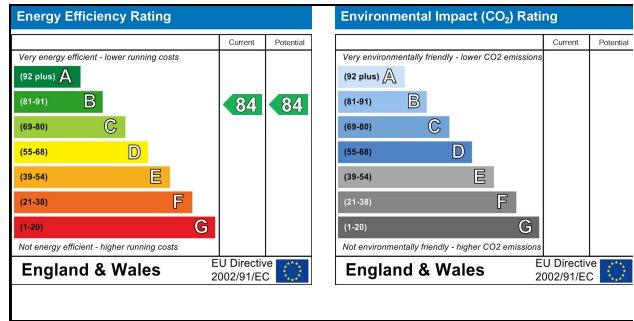 Energy Efficiency Rating
Current Potential
Very energy efficient - lower running costs
(92 plus) A
(81-91) B 84 84
(69-80) C
(55-68) D
(39-54) E
(21-38) F
(1-20) G
Not energy efficient - higher running costs
England & Wales
EU Directive
2002/91/EC
Environmental Impact (CO₂) Rating
Current Potential
Very environmentally friendly - lower CO2 emissions
(92 plus) A
(81-91) B
(69-80) C
(55-68) D
(39-54) E
(21-38) F
(1-20) G
Not environmentally friendly - higher CO2 emissions
England & Wales
EU Directive
2002/91/EC